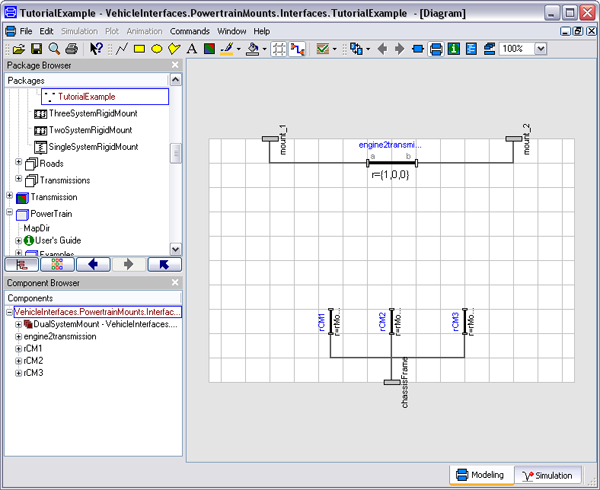 TutorialExample - VehicleInterfaces.PowertrainMounts.Interfaces.TutorialExample - [Diagram]
File Edit Simulation Plot Animation Commands Window Help
100%
Package Browser
Packages
TutorialExample
ThreeSystemRigidMount
TwoSystemRigidMount
SingleSystemRigidMount
Roads
Transmissions
Transmission
PowerTrain
MapDir
User's Guide
Examples
Component Browser
Components
VehicleInterfaces.PowertrainMounts.Interfac...
DualSystemMount - VehicleInterfaces....
engine2transmission
rCM1
rCM2
rCM3
mount_1
mount_2
engine2transmi...
a b
r={1,0,0}
rCM1
r=rMo...
rCM2
r=rMo...
rCM3
r=rMo...
chassisFrame
Modeling
Simulation